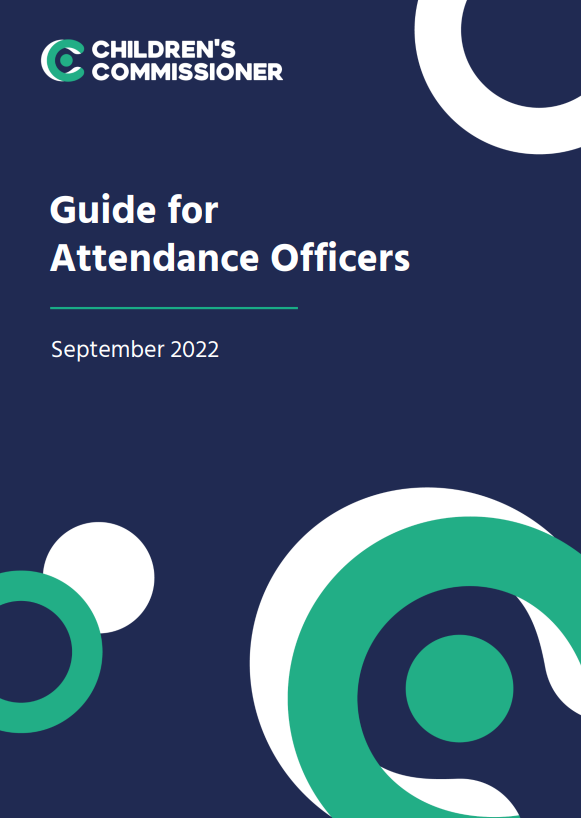 CHILDREN'S
COMMISSIONER
Guide for
Attendance Officers
September 2022